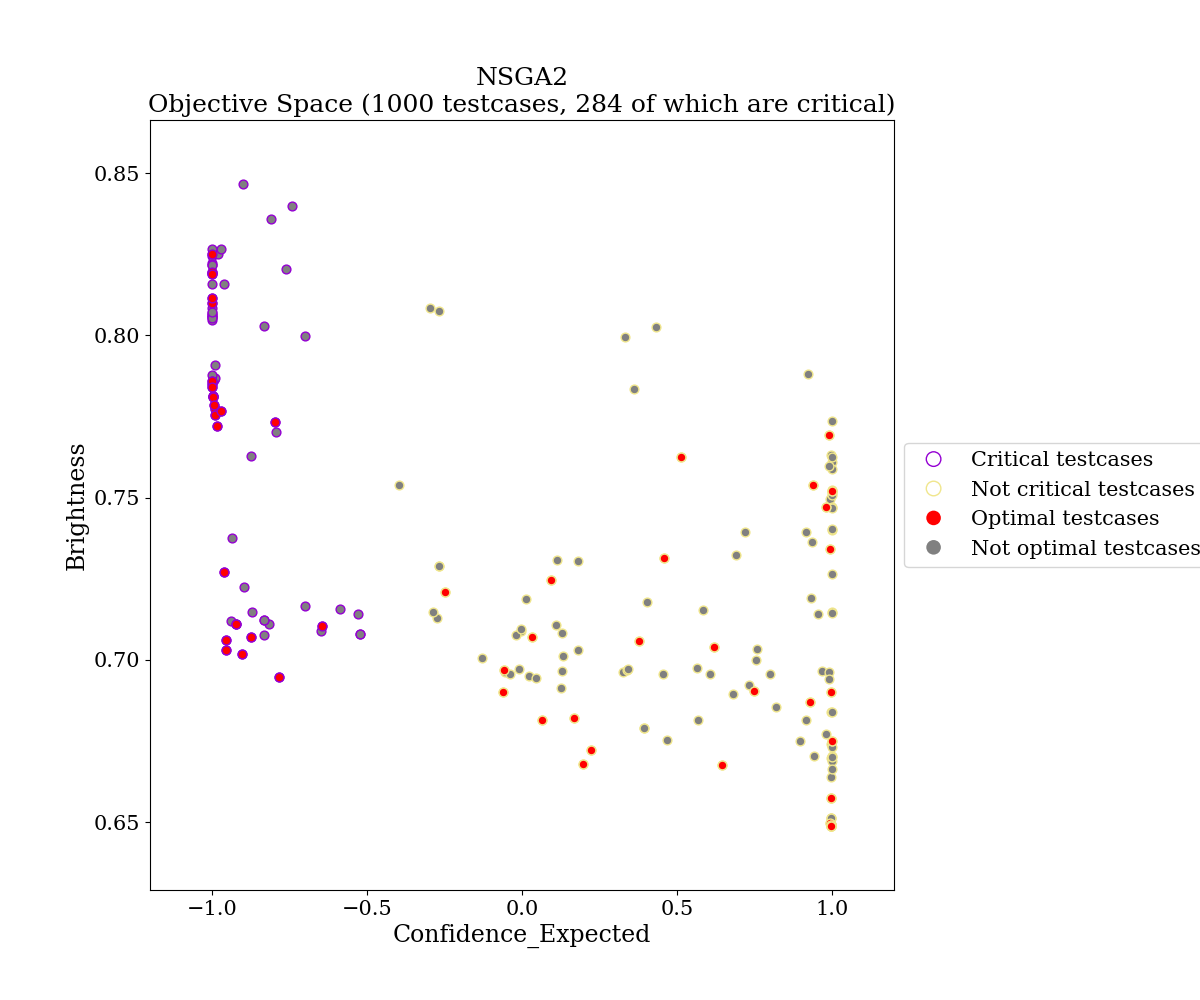 NSGA2
Objective Space (1000 testcases, 284 of which are critical)
0.85
0.80
0.75
0.70
0.65
Brightness
−1.0
−0.5
0.0
0.5
1.0
Confidence_Expected
Critical testcases
Not critical testcases
Optimal testcases
Not optimal testcases